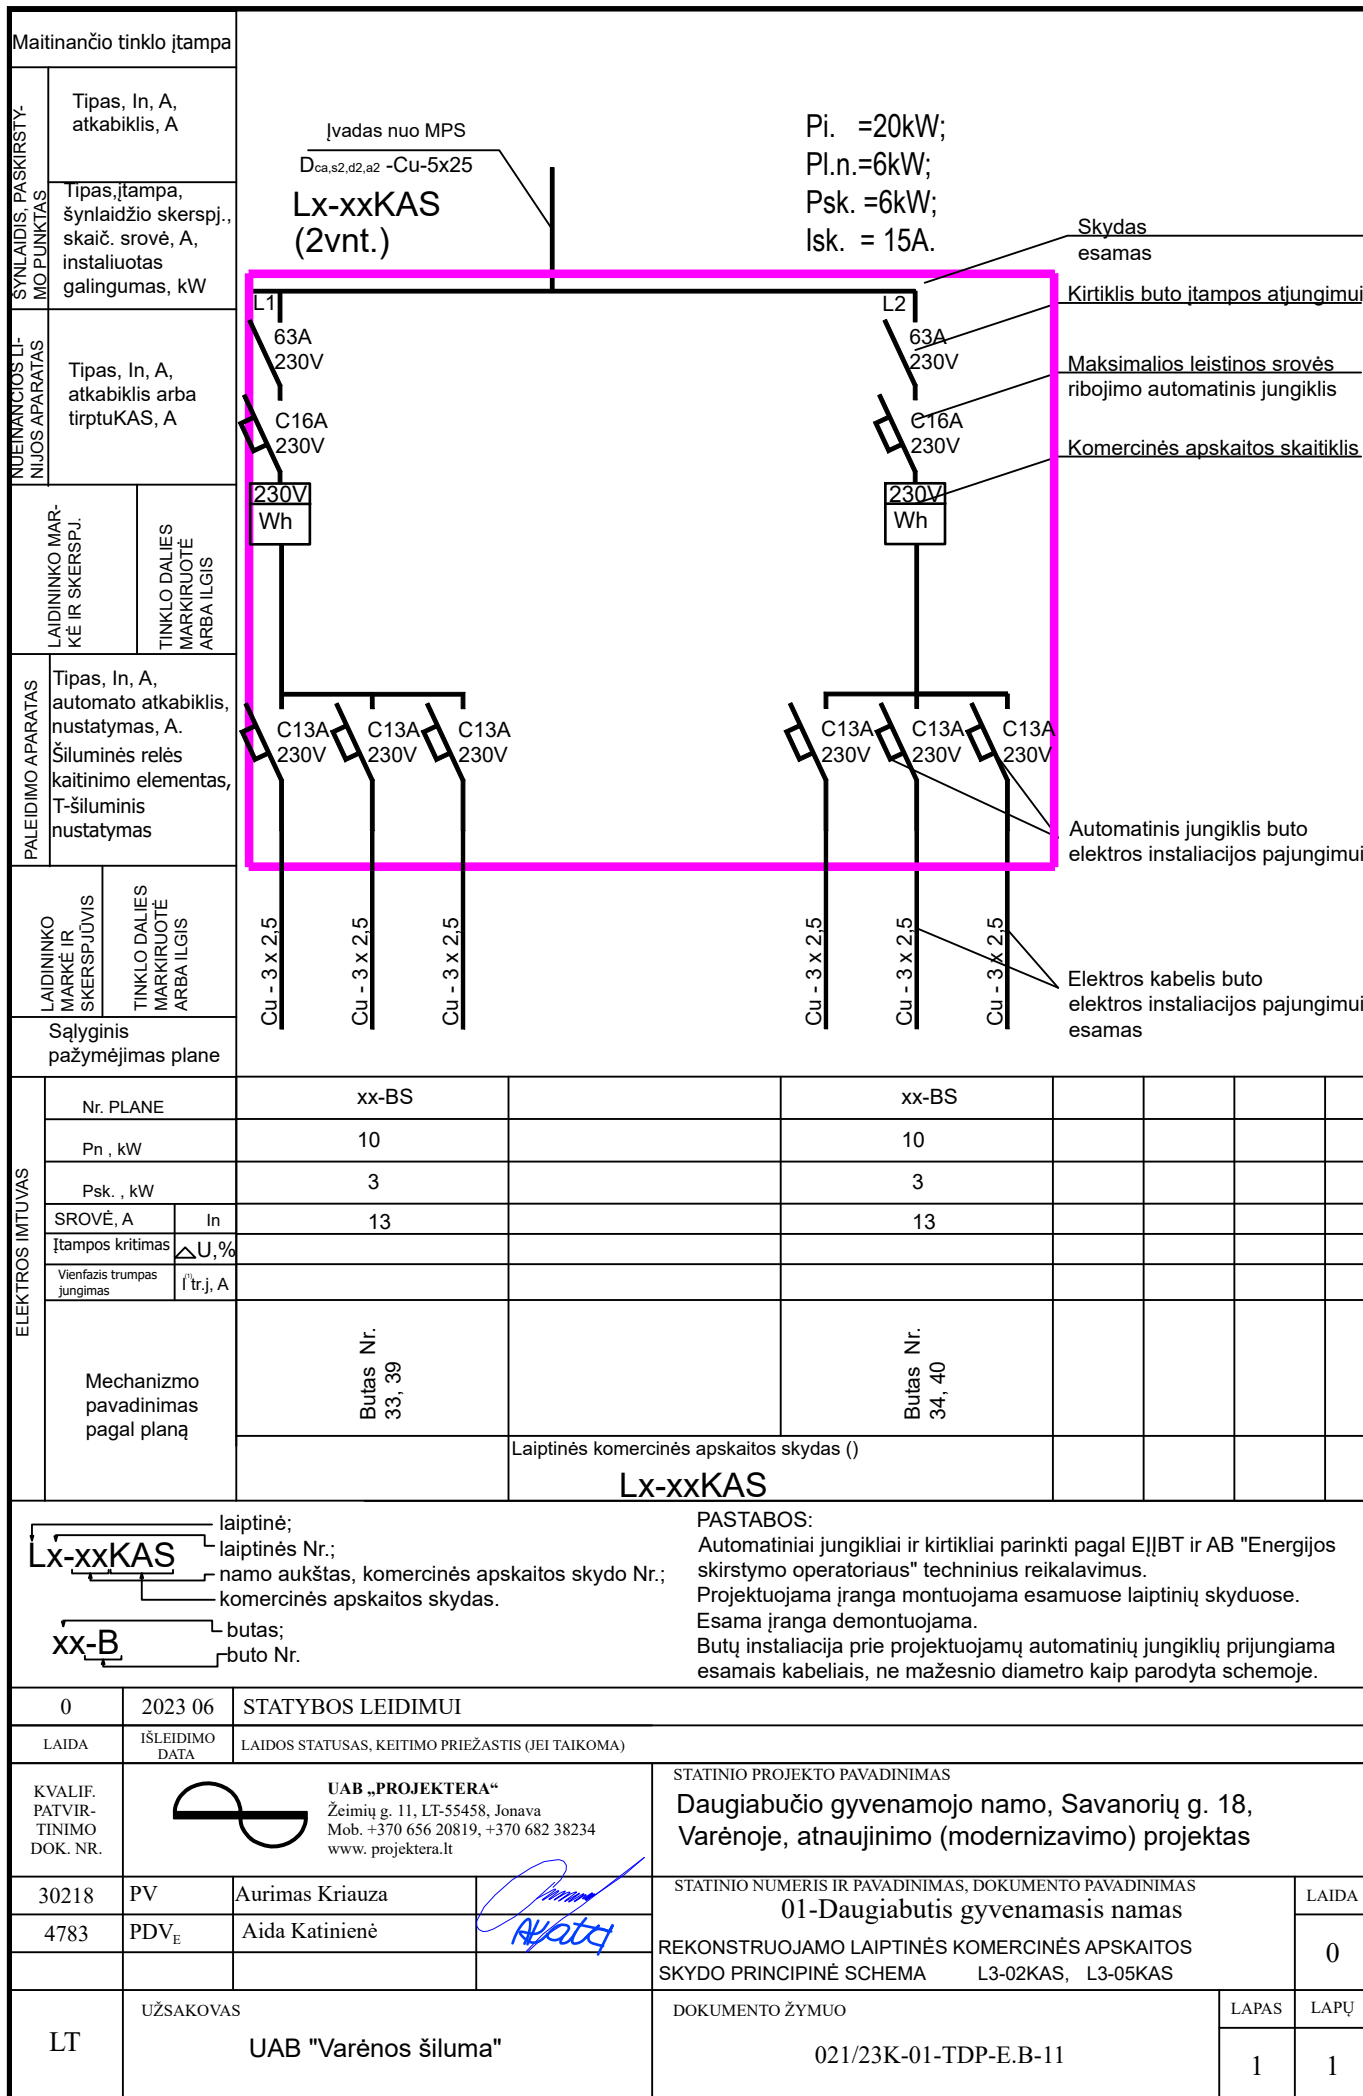 Maitinančio tinklo įtampa
ŠYNLAIDIS, PASKIRSTY-
MO PUNKTAS
Tipas, In, A,
atkabiklis, A
Tipas,įtampa,
šynlaidžio skerspj.,
skaič. srovė, A,
instaliuotas
galingumas, kW
NUEINANČIOS LI-
NIJOS APARATAS
Tipas, In, A,
atkabiklis arba
tirptuKAS, A
LAIDININKO MAR-
KĖ IR SKERSPJ.
TINKLO DALIES
MARKIRUOTĖ
ARBA ILGIS
PALEIDIMO APARATAS
Tipas, In, A,
automato atkabiklis,
nustatymas, A.
Šiluminės relės
kaitinimo elementas,
T-šiluminis
nustatymas
LAIDININKO
MARKĖ IR
SKERSPJŪVIS
TINKLO DALIES
MARKIRUOTĖ
ARBA ILGIS
Sąlyginis
pažymėjimas plane
Įvadas nuo MPS
Dca,s2,d2,a2 -Cu-5x25
Lx-xxKAS
(2vnt.)
Pi. =20kW;
Pl.n.=6kW;
Psk. =6kW;
Isk. = 15A.
Skydas
esamas
Kirtiklis buto įtampos atjungimui
Maksimalios leistinos srovės
ribojimo automatinis jungiklis
Komercinės apskaitos skaitiklis
L1
63A
230V
C16A
230V
230V
Wh
L2
63A
230V
C16A
230V
230V
Wh
C13A
230V
C13A
230V
C13A
230V
C13A
230V
C13A
230V
C13A
230V
Automatinis jungiklis buto
elektros instaliacijos pajungimui
Cu - 3 x 2,5
Cu - 3 x 2,5
Cu - 3 x 2,5
Cu - 3 x 2,5
Cu - 3 x 2,5
Cu - 3 x 2,5
Elektros kabelis buto
elektros instaliacijos pajungimui
esamas
ELEKTROS IMTUVAS
Nr. PLANE xx-BS xx-BS
Pn , kW 10 10
Psk. , kW 3 3
SROVĖ, A In 13 13
Įtampos kritimas △U,%
Vienfazis trumpas
jungimas
I(1)tr.j, A
Mechanizmo
pavadinimas
pagal planą
Butas Nr.
33, 39
Butas Nr.
34, 40
Laiptinės komercinės apskaitos skydas ()
Lx-xxKAS
Lx-xxKAS
laiptinė;
laiptinės Nr.;
namo aukštas, komercinės apskaitos skydo Nr.;
komercinės apskaitos skydas.
xx-B
butas;
buto Nr.
PASTABOS:
Automatiniai jungikliai ir kirtikliai parinkti pagal EĮĮBT ir AB "Energijos
skirstymo operatoriaus" techninius reikalavimus.
Projektuojama įranga montuojama esamuose laiptinių skyduose.
Esama įranga demontuojama.
Butų instaliacija prie projektuojamų automatinių jungiklių prijungiama
esamais kabeliais, ne mažesnio diametro kaip parodyta schemoje.
0 2023 06 STATYBOS LEIDIMUI
LAIDA IŠLEIDIMO
DATA
LAIDOS STATUSAS, KEITIMO PRIEŽASTIS (JEI TAIKOMA)
KVALIF.
PATVIR-
TINIMO
DOK. NR.
UAB „PROJEKTERA“
Žeimių g. 11, LT-55458, Jonava
Mob. +370 656 20819, +370 682 38234
www. projektera.lt
STATINIO PROJEKTO PAVADINIMAS
Daugiabučio gyvenamojo namo, Savanorių g. 18,
Varėnoje, atnaujinimo (modernizavimo) projektas
30218 PV Aurimas Kriauza
4783 PDVE Aida Katinienė
STATINIO NUMERIS IR PAVADINIMAS, DOKUMENTO PAVADINIMAS
01-Daugiabutis gyvenamasis namas
REKONSTRUOJAMO LAIPTINĖS KOMERCINĖS APSKAITOS
SKYDO PRINCIPINĖ SCHEMA L3-02KAS, L3-05KAS
LAIDA
0
LT
UŽSAKOVAS
UAB "Varėnos šiluma"
DOKUMENTO ŽYMUO
021/23K-01-TDP-E.B-11
LAPAS LAPŲ
1 1